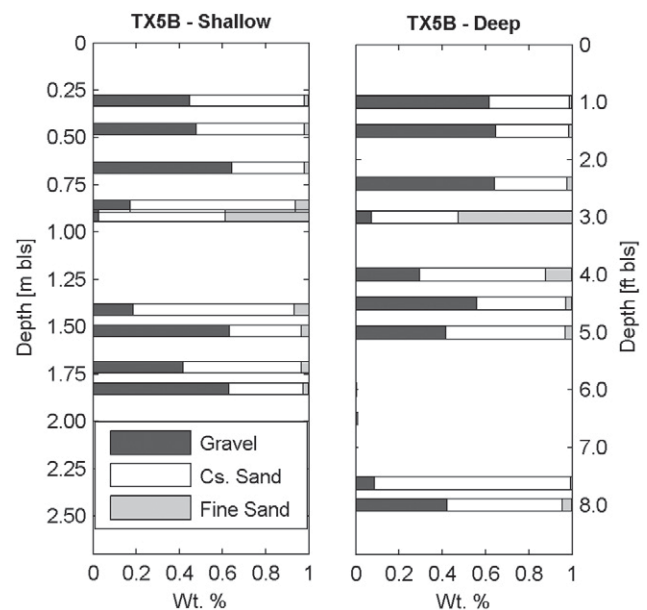 TX5B - Shallow
TX5B - Deep
0
0.25
0.50
0.75
1.00
1.25
1.50
1.75
2.00
2.25
2.50
Depth [m bls]
Gravel
Cs. Sand
Fine Sand
0 0.2 0.4 0.6 0.8 1
Wt. %
0
1.0
2.0
3.0
4.0
5.0
6.0
7.0
8.0
Depth [ft bls]
0 0.2 0.4 0.6 0.8 1
Wt. %